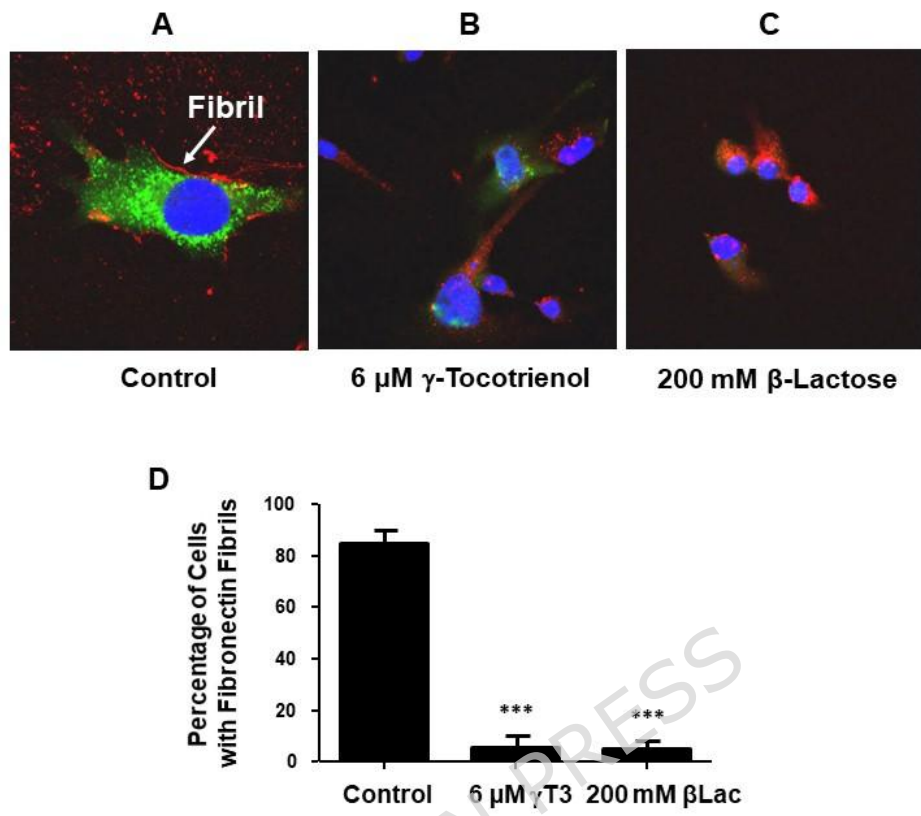 A
B
C
Fibril
Control
6 µM γ-Tocotrienol
200 mM β-Lactose
D
Percentage of Cells
with Fibronectin Fibrils
100
80
60
40
20
0
***
***
Control
6 µM γT3
200 mM βLac
PRESS